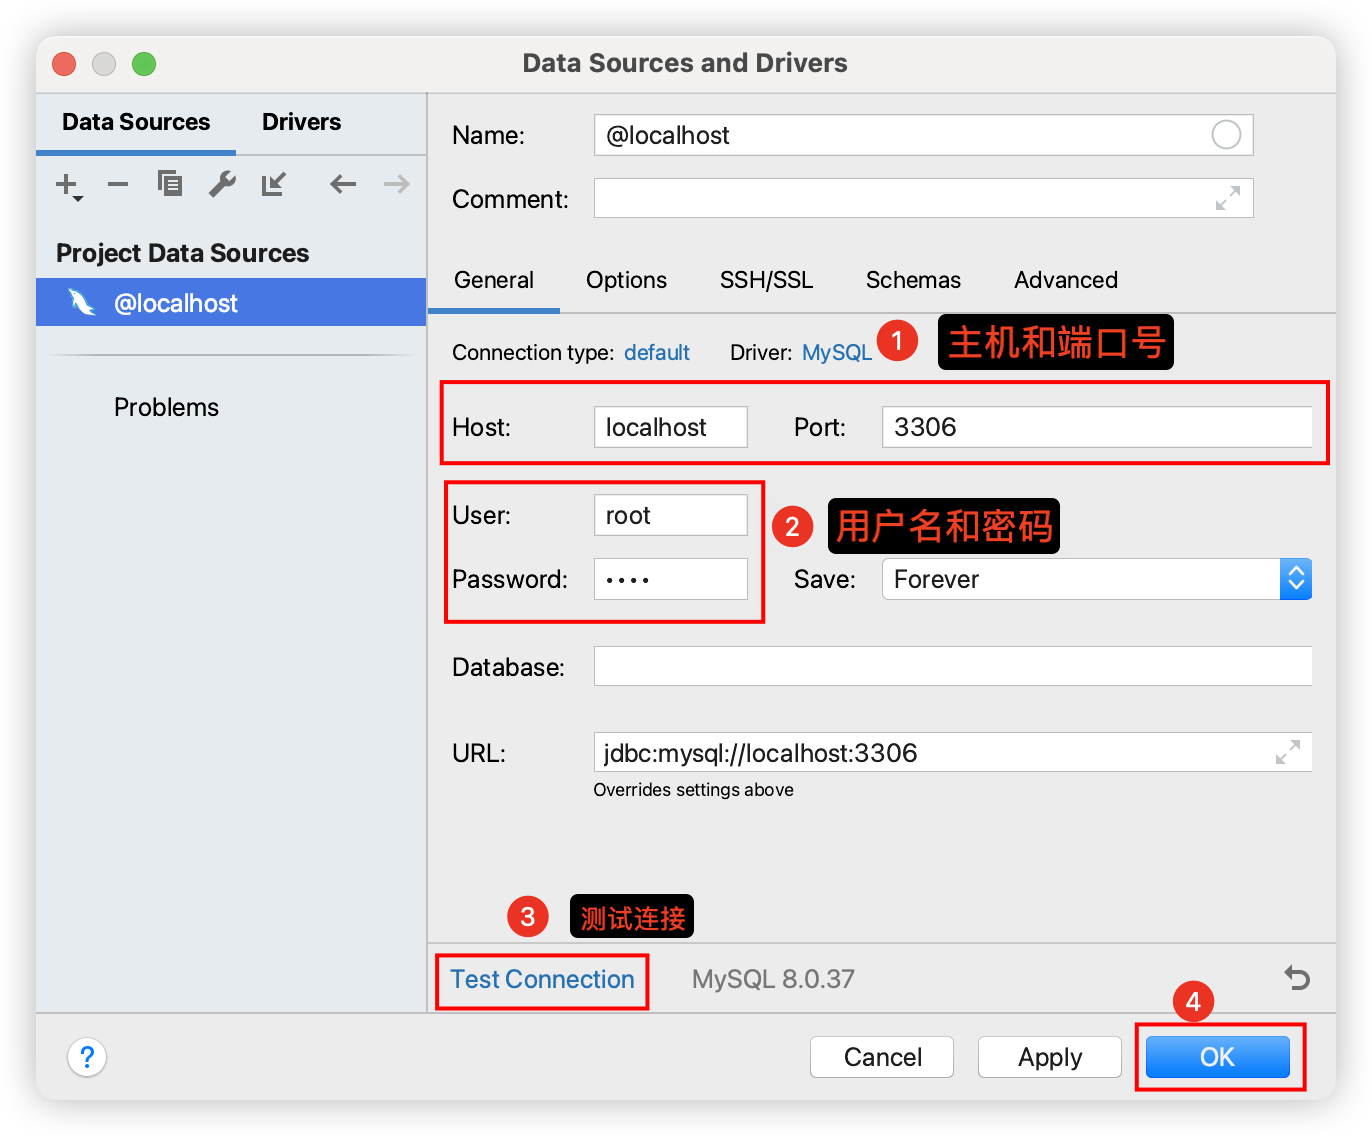 Data Sources and Drivers
Data Sources
Drivers
Project Data Sources
@localhost
Problems
Name:
@localhost
Comment:
General
Options
SSH/SSL
Schemas
Advanced
Connection type: default
Driver: MySQL
1
主机和端口号
Host:
localhost
Port:
3306
User:
root
2
用户名和密码
Password:
••••
Save:
Forever
Database:
URL:
jdbc:mysql://localhost:3306
Overrides settings above
3
测试连接
Test Connection
MySQL 8.0.37
4
?
Cancel
Apply
OK